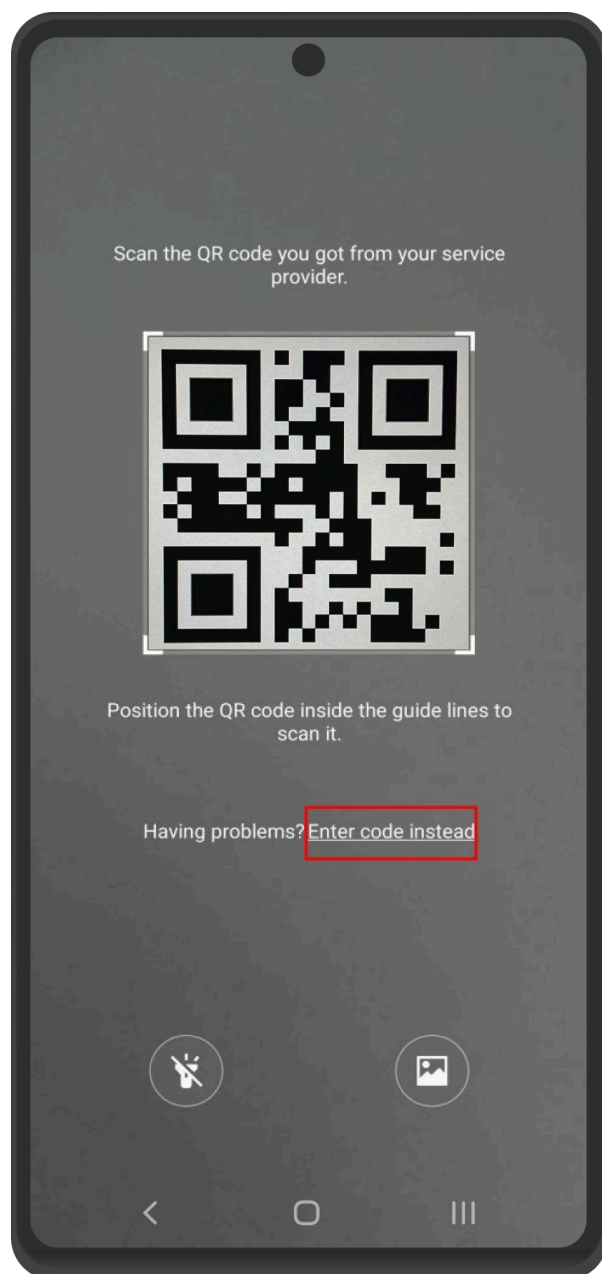 Scan the QR code you got from your service
provider.
Position the QR code inside the guide lines to
scan it.
Having problems? Enter code instead